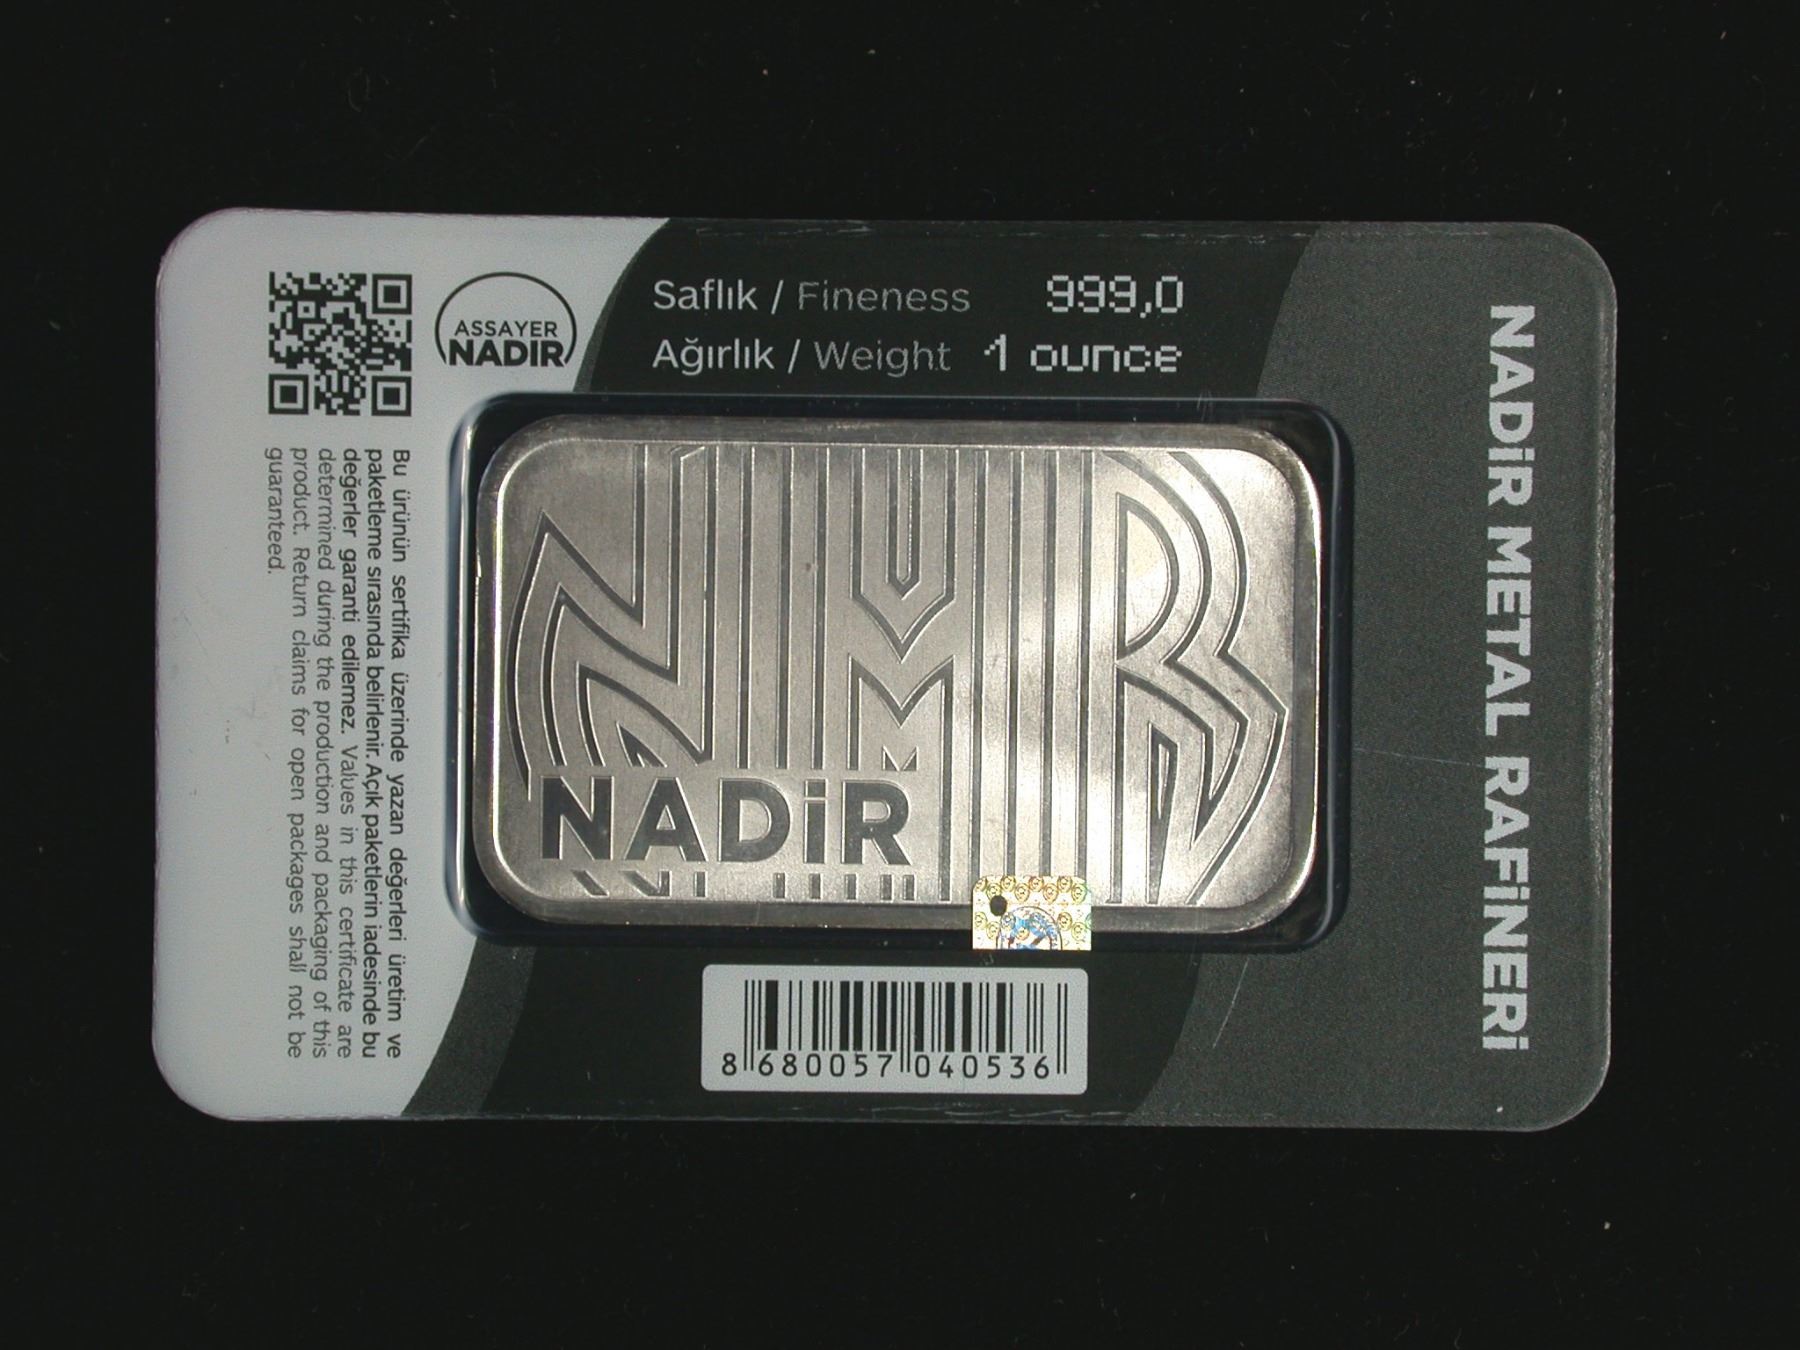 ASSAYER
NADIR
Saflık / Fineness 999,0
Ağırlık / Weight 1 ounce
Bu ürünün sertifika üzerinde yazan değerleri üretim ve
paketleme sırasında belirlenir. Açık paketlerin iadesinde bu
değerler garanti edilemez. Values in this certificate are
determined during the production and packaging of this
product. Return claims for open packages shall not be
guaranteed.
NMR
NADiR
8 680057 040536
NADiR METAL RAFiNERi